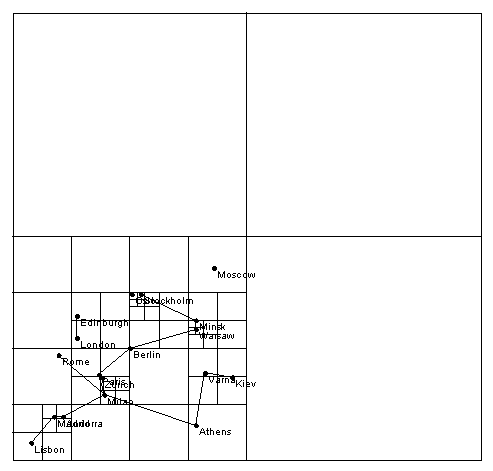 Moscow
Oslo
Stockholm
Edinburgh
Minsk
Warsaw
London
Berlin
Rome
Paris
Zurich
Varna
Kiev
Milan
Madrid
Andorra
Athens
Lisbon